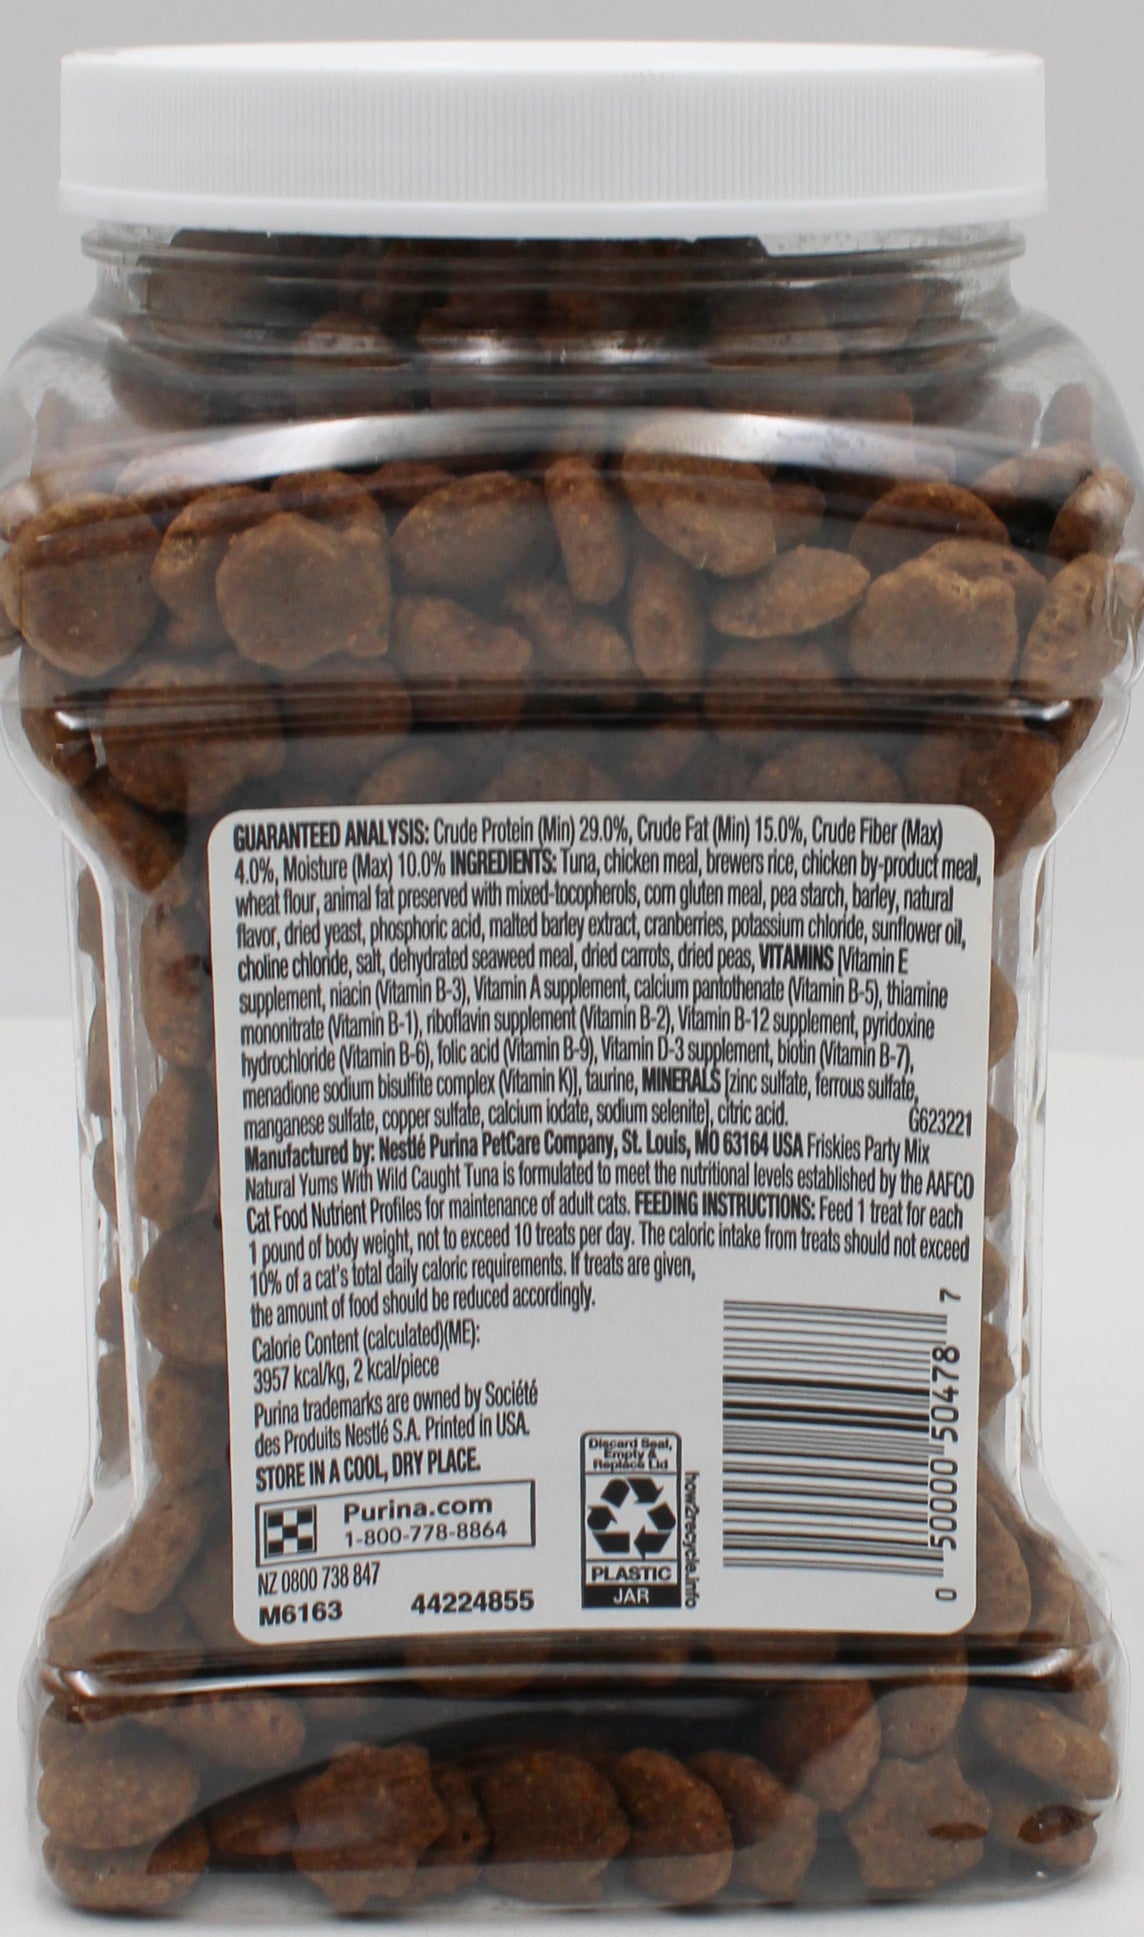 GUARANTEED ANALYSIS: Crude Protein (Min) 29.0%, Crude Fat (Min) 15.0%, Crude Fiber (Max)
4.0%, Moisture (Max) 10.0% INGREDIENTS: Tuna, chicken meal, brewers rice, chicken by-product meal,
wheat flour, animal fat preserved with mixed-tocopherols, corn gluten meal, pea starch, barley, natural
flavor, dried yeast, phosphoric acid, malted barley extract, cranberries, potassium chloride, sunflower oil,
choline chloride, salt, dehydrated seaweed meal, dried carrots, dried peas, VITAMINS [Vitamin E
supplement, niacin (Vitamin B-3), Vitamin A supplement, calcium pantothenate (Vitamin B-5), thiamine
mononitrate (Vitamin B-1), riboflavin supplement (Vitamin B-2), Vitamin B-12 supplement, pyridoxine
hydrochloride (Vitamin B-6), folic acid (Vitamin B-9), Vitamin D-3 supplement, biotin (Vitamin B-7),
menadione sodium bisulfite complex (Vitamin K)], taurine, MINERALS [zinc sulfate, ferrous sulfate,
manganese sulfate, copper sulfate, calcium iodate, sodium selenite], citric acid. G623221
Manufactured by: Nestlé Purina PetCare Company, St. Louis, MO 63164 USA Friskies Party Mix
Natural Yums With Wild Caught Tuna is formulated to meet the nutritional levels established by the AAFCO
Cat Food Nutrient Profiles for maintenance of adult cats. FEEDING INSTRUCTIONS: Feed 1 treat for each
1 pound of body weight, not to exceed 10 treats per day. The caloric intake from treats should not exceed
10% of a cat's total daily caloric requirements. If treats are given,
the amount of food should be reduced accordingly.
Calorie Content (calculated)(ME):
3957 kcal/kg, 2 kcal/piece
Purina trademarks are owned by Société
des Produits Nestlé S.A. Printed in USA.
STORE IN A COOL, DRY PLACE.
Purina.com
1-800-778-8864
NZ 0800 738 847
M6163 44224855
Discard Seal,
Empty &
Replace Lid
PLASTIC
JAR
how2recycle.info
0 50000 50478 7